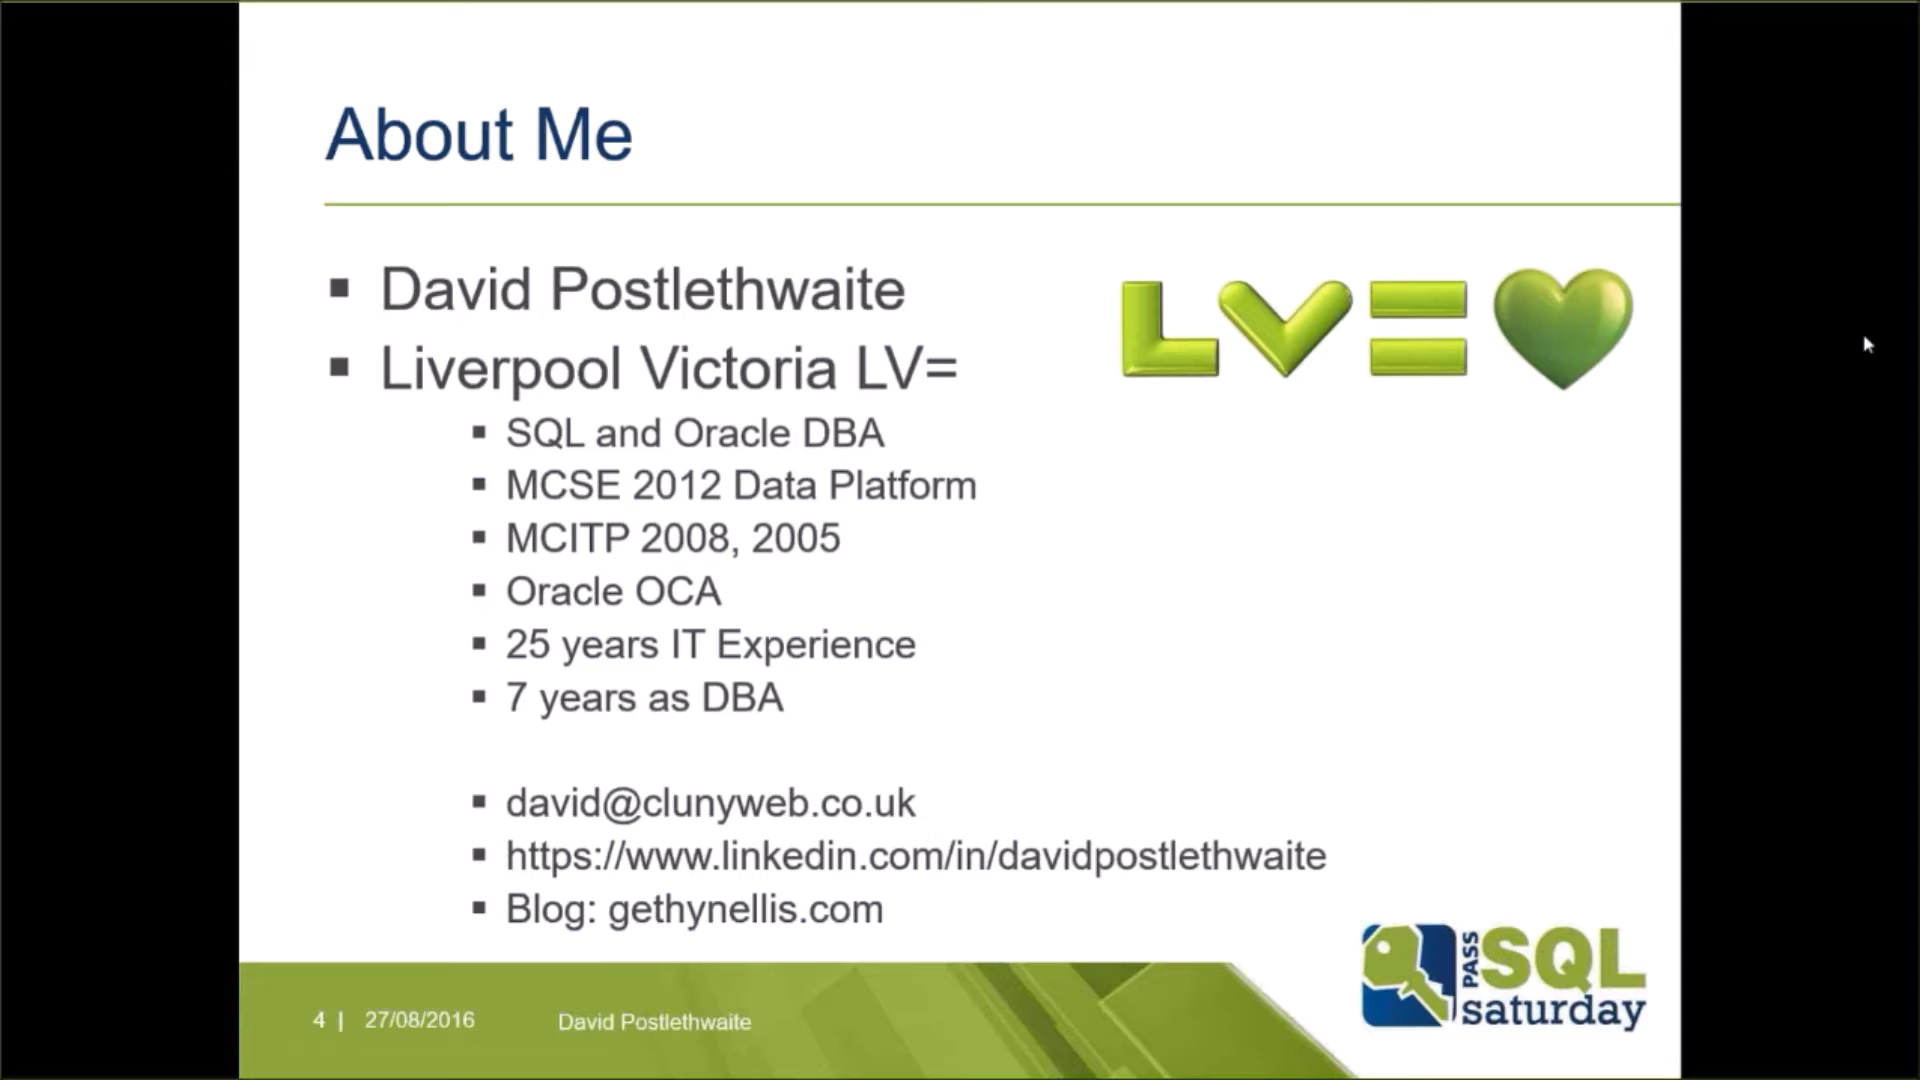 About Me
David Postlethwaite
Liverpool Victoria LV=
LV=
SQL and Oracle DBA
MCSE 2012 Data Platform
MCITP 2008, 2005
Oracle OCA
25 years IT Experience
7 years as DBA
david@clunyweb.co.uk
https://www.linkedin.com/in/davidpostlethwaite
Blog: gethynellis.com
PASS SQL
saturday
4 | 27/08/2016 David Postlethwaite